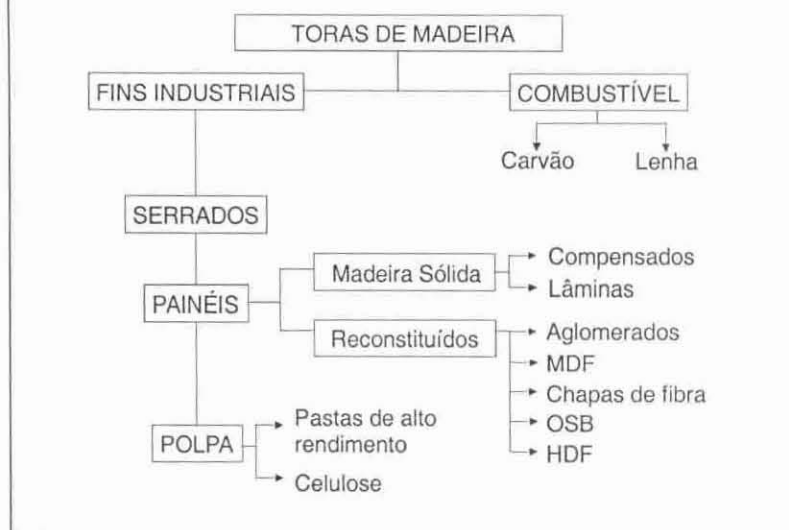 TORAS DE MADEIRA
FINS INDUSTRIAIS
COMBUSTÍVEL
Carvão
Lenha
SERRADOS
PAINÉIS
Madeira Sólida
Compensados
Lâminas
Reconstituídos
Aglomerados
MDF
Chapas de fibra
OSB
HDF
POLPA
Pastas de alto
rendimento
Celulose